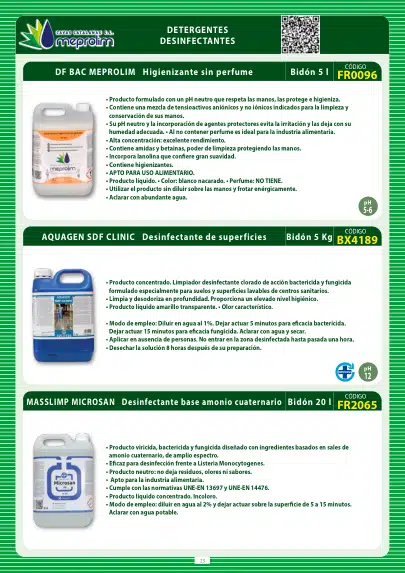 CATAS CATALANAS S.L.
meprolim
DETERGENTES
DESINFECTANTES
DF BAC MEPROLIM Higienizante sin perfume Bidón 5 l
CÓDIGO
FR0096
• Producto formulado con un pH neutro que respeta las manos, las protege e higieniza.
• Contiene una mezcla de tensioactivos aniónicos y no iónicos indicados para la limpieza y
conservación de sus manos.
• Su pH neutro y la incorporación de agentes protectores evita la irritación y las deja con su
humedad adecuada. • Al no contener perfume es ideal para la industria alimentaria.
• Alta concentración: excelente rendimiento.
• Contiene amidas y betaínas, poder de limpieza protegiendo las manos.
• Incorpora lanolina que confiere gran suavidad.
• Contiene higienizantes.
• APTO PARA USO ALIMENTARIO.
• Producto líquido. • Color: blanco nacarado. • Perfume: NO TIENE.
• Utilizar el producto sin diluir sobre las manos y frotar enérgicamente.
• Aclarar con abundante agua.
meprolim
pH
5-6
AQUAGEN SDF CLINIC Desinfectante de superficies Bidón 5 Kg
CÓDIGO
BX4189
• Producto concentrado. Limpiador desinfectante clorado de acción bactericida y fungicida
formulado especialmente para suelos y superficies lavables de centros sanitarios.
• Limpia y desodoriza en profundidad. Proporciona un elevado nivel higiénico.
• Producto líquido amarillo transparente. • Olor característico.
• Modo de empleo: Diluir en agua al 1%. Dejar actuar 5 minutos para eficacia bactericida.
Dejar actuar 15 minutos para eficacia fungicida. Aclarar con agua y secar.
• Aplicar en ausencia de personas. No entrar en la zona desinfectada hasta pasada una hora.
• Desechar la solución 8 horas después de su preparación.
pH
12
MASSLIMP MICROSAN Desinfectante base amonio cuaternario Bidón 20 l
CÓDIGO
FR2065
• Producto viricida, bactericida y fungicida diseñado con ingredientes basados en sales de
amonio cuaternario, de amplio espectro.
• Eficaz para desinfección frente a Listeria Monocytogenes.
• Producto neutro: no deja residuos, olores ni sabores.
• Apto para la industria alimentaria.
• Cumple con las normativas UNE-EN 13697 y UNE-EN 14476.
• Producto líquido concentrado. Incoloro.
• Modo de empleo: diluir en agua al 2% y dejar actuar sobre la superficie de 5 a 15 minutos.
Aclarar con agua potable.
Microsan
23